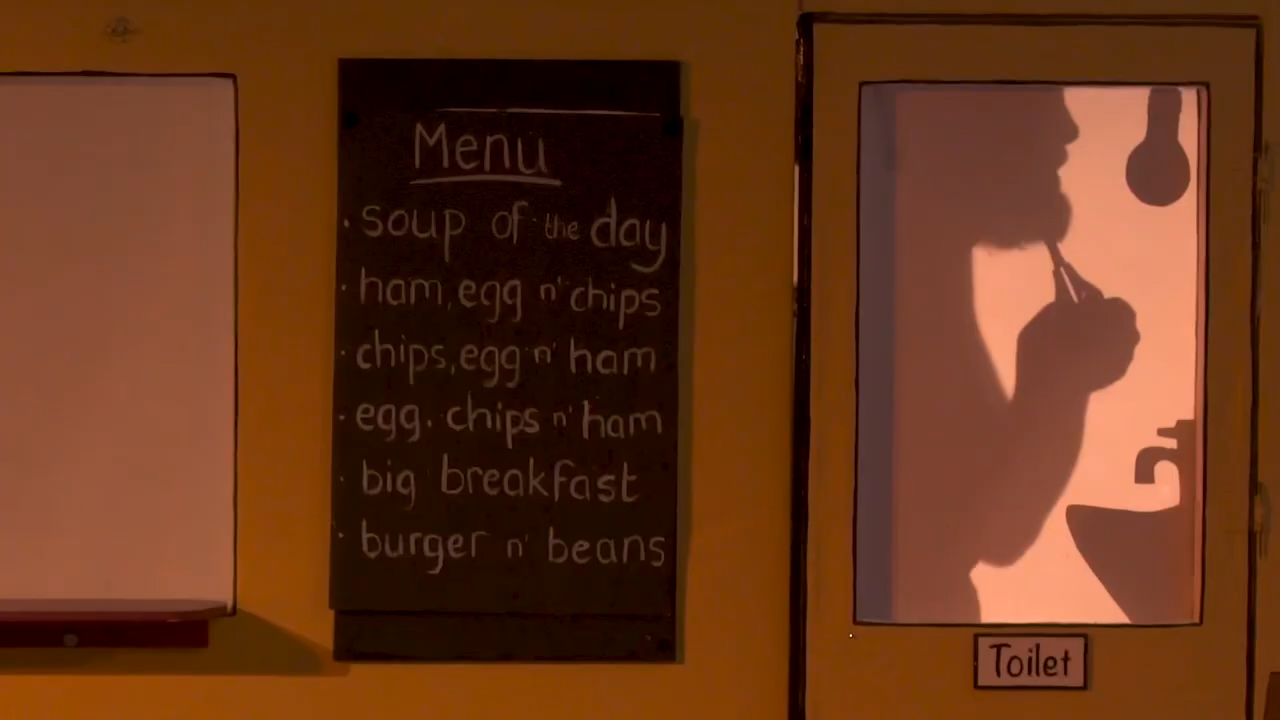 Menu
· soup of the day
· ham, egg n' chips
· chips, egg n' ham
· egg. chips n' ham
· big breakfast
· burger n' beans
Toilet